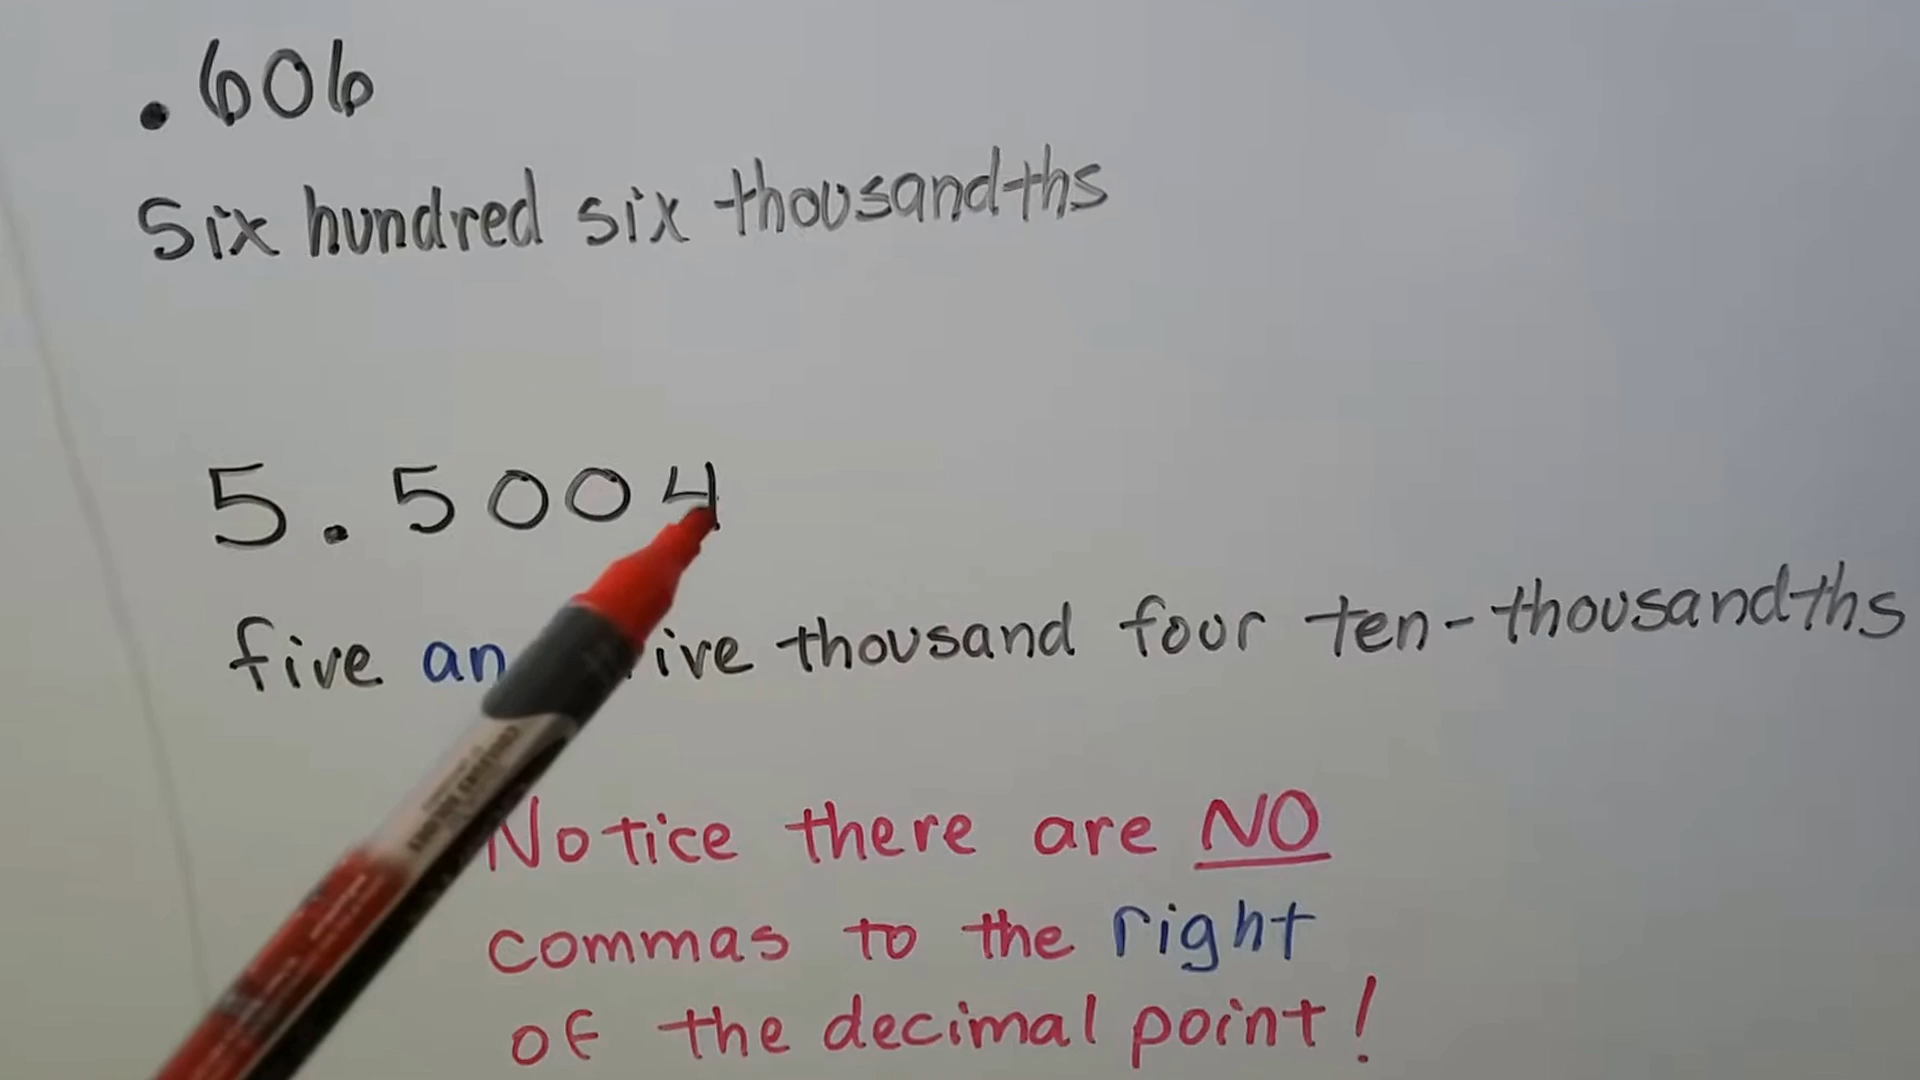 .606
Six hundred six thousandths
5.5004
five an ive thousand four ten-thousandths
Notice there are NO
commas to the right
of the decimal point!